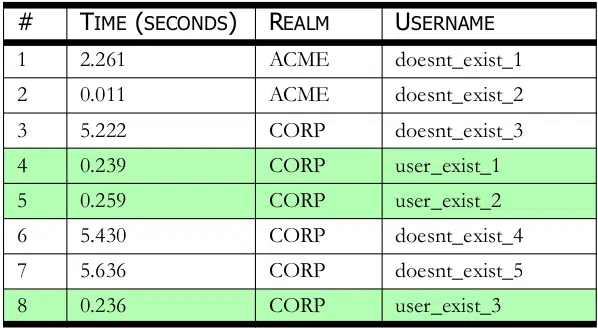 # TIME (SECONDS) REALM USERNAME
1 2.261 ACME doesnt_exist_1
2 0.011 ACME doesnt_exist_2
3 5.222 CORP doesnt_exist_3
4 0.239 CORP user_exist_1
5 0.259 CORP user_exist_2
6 5.430 CORP doesnt_exist_4
7 5.636 CORP doesnt_exist_5
8 0.236 CORP user_exist_3